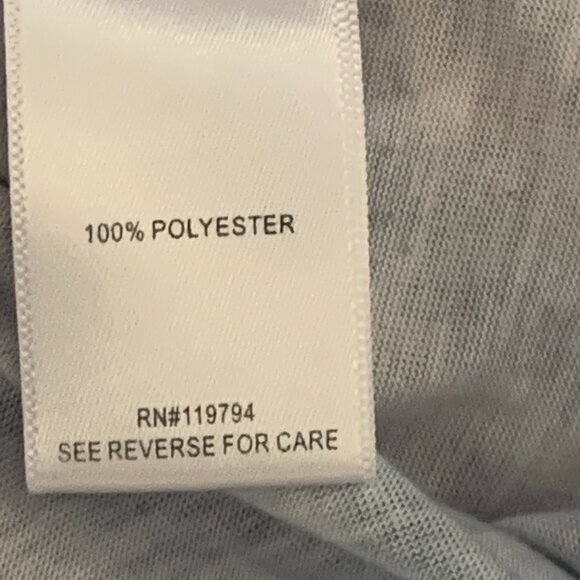 100% POLYESTER
RN#119794
SEE REVERSE FOR CARE